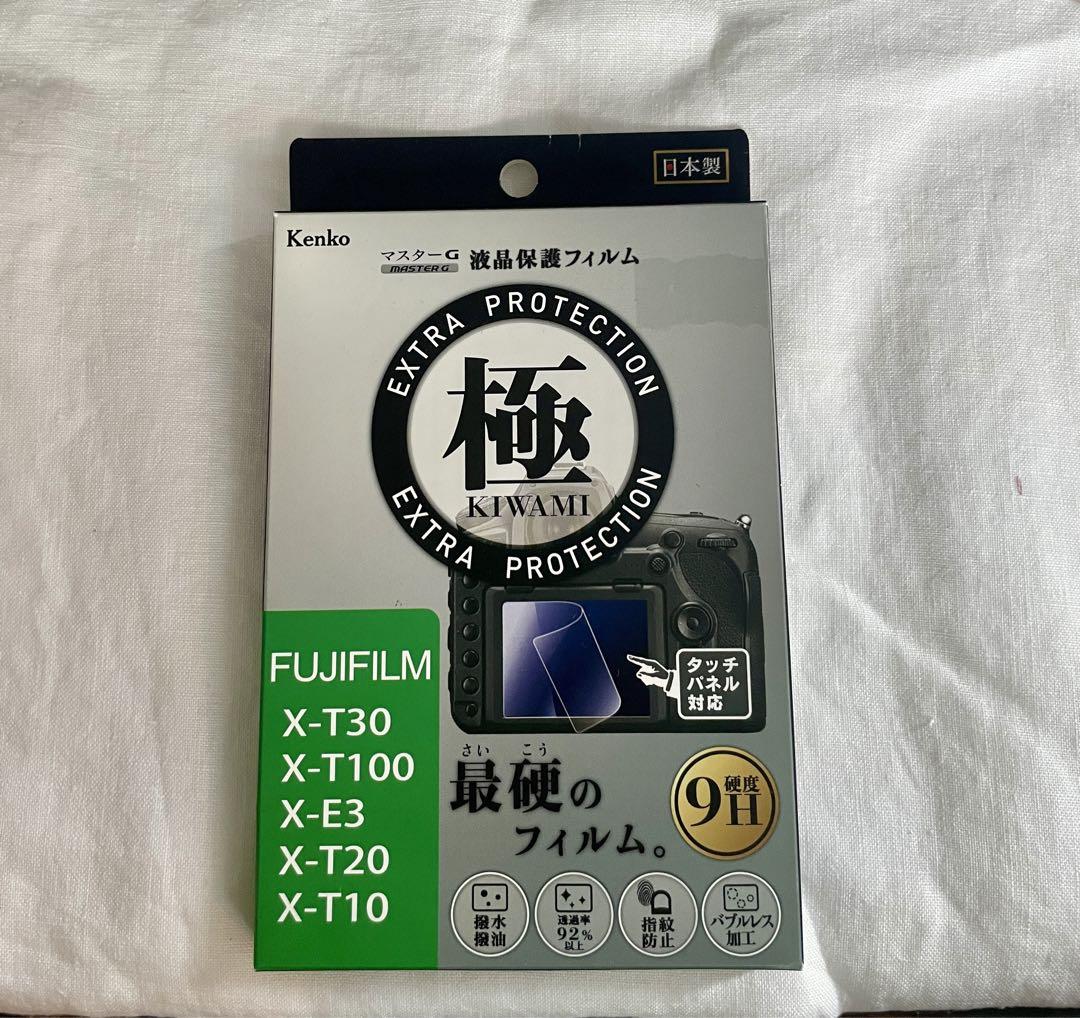 日本製
Kenko
マスターG
MASTER G
液晶保護フィルム
EXTRA PROTECTION
極
KIWAMI
EXTRA PROTECTION
タッチ
パネル
対応
FUJIFILM
X-T30
X-T100
X-E3
X-T20
X-T10
さいこう
最硬の
フィルム。
硬度
9H
撥水
撥油
透過率
92%
以上
指紋
防止
バブルレス
加工